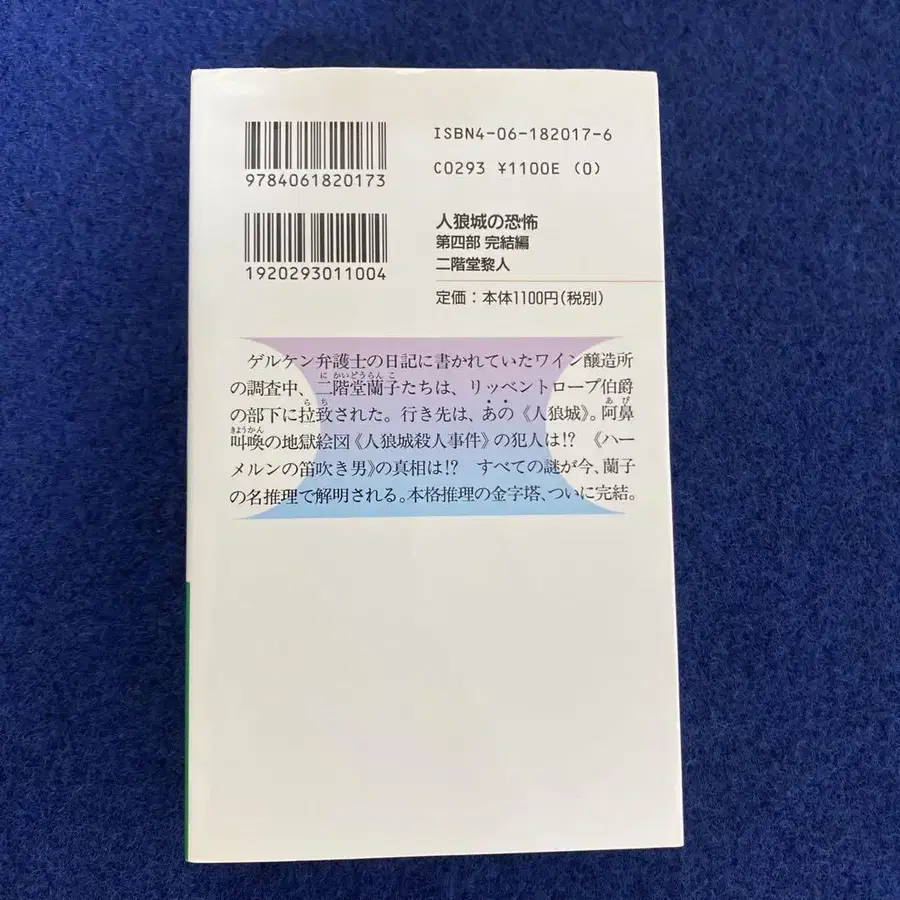 ISBN4-06-182017-6
C0293 ¥1100E (0)
9784061820173
1920293011004
人狼城の恐怖
第四部 完結編
二階堂黎人
定価：本体1100円(税別)
ゲルケン弁護士の日記に書かれていたワイン醸造所
の調査中、二階堂蘭子たちは、リッベントロープ伯爵
の部下に拉致された。行き先は、あの《人狼城》。阿鼻
叫喚の地獄絵図《人狼城殺人事件》の犯人は!? 《ハー
メルンの笛吹き男》の真相は!? すべての謎が今、蘭子
の名推理で解明される。本格推理の金字塔、ついに完結。